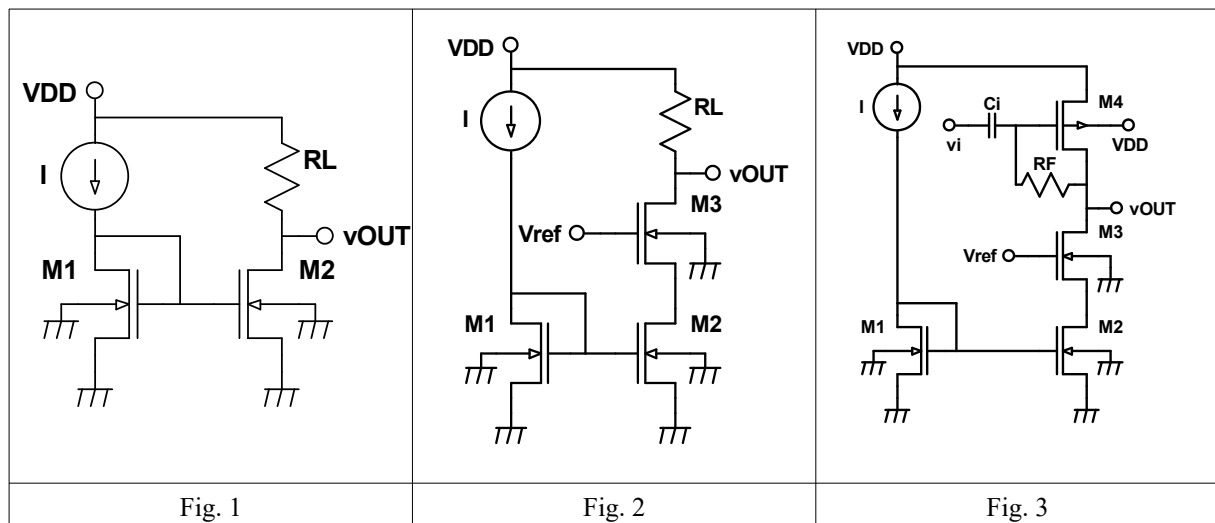 VDD
I
RL
vOUT
M1
M2
Fig. 1
VDD
I
RL
vOUT
M3
Vref
M1
M2
Fig. 2
VDD
I
Ci
M4
vi
VDD
RF
vOUT
M3
Vref
M1
M2
Fig. 3